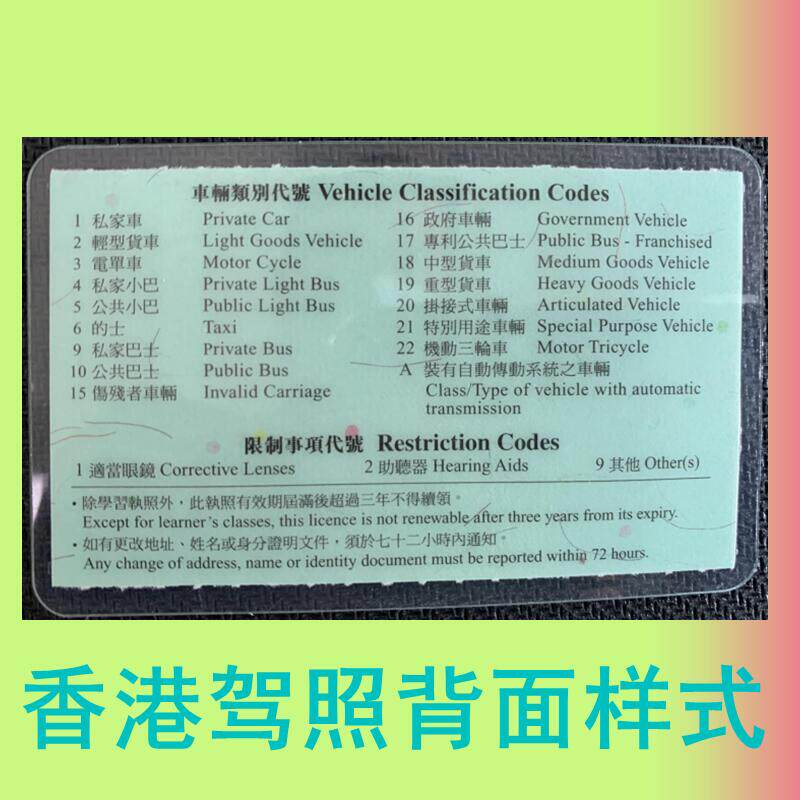 車輛類別代號 Vehicle Classification Codes
1 私家車 Private Car
2 輕型貨車 Light Goods Vehicle
3 電單車 Motor Cycle
4 私家小巴 Private Light Bus
5 公共小巴 Public Light Bus
6 的士 Taxi
9 私家巴士 Private Bus
10 公共巴士 Public Bus
15 傷殘者車輛 Invalid Carriage
16 政府車輛 Government Vehicle
17 專利公共巴士 Public Bus - Franchised
18 中型貨車 Medium Goods Vehicle
19 重型貨車 Heavy Goods Vehicle
20 掛接式車輛 Articulated Vehicle
21 特別用途車輛 Special Purpose Vehicle
22 機動三輪車 Motor Tricycle
A 裝有自動傳動系統之車輛
Class/Type of vehicle with automatic
transmission
限制事項代號 Restriction Codes
1 適當眼鏡 Corrective Lenses 2 助聽器 Hearing Aids 9 其他 Other(s)
• 除學習執照外，此執照有效期屆滿後超過三年不得續領。
Except for learner's classes, this licence is not renewable after three years from its expiry.
• 如有更改地址、姓名或身分證明文件，須於七十二小時內通知。
Any change of address, name or identity document must be reported within 72 hours.
香港驾照背面样式